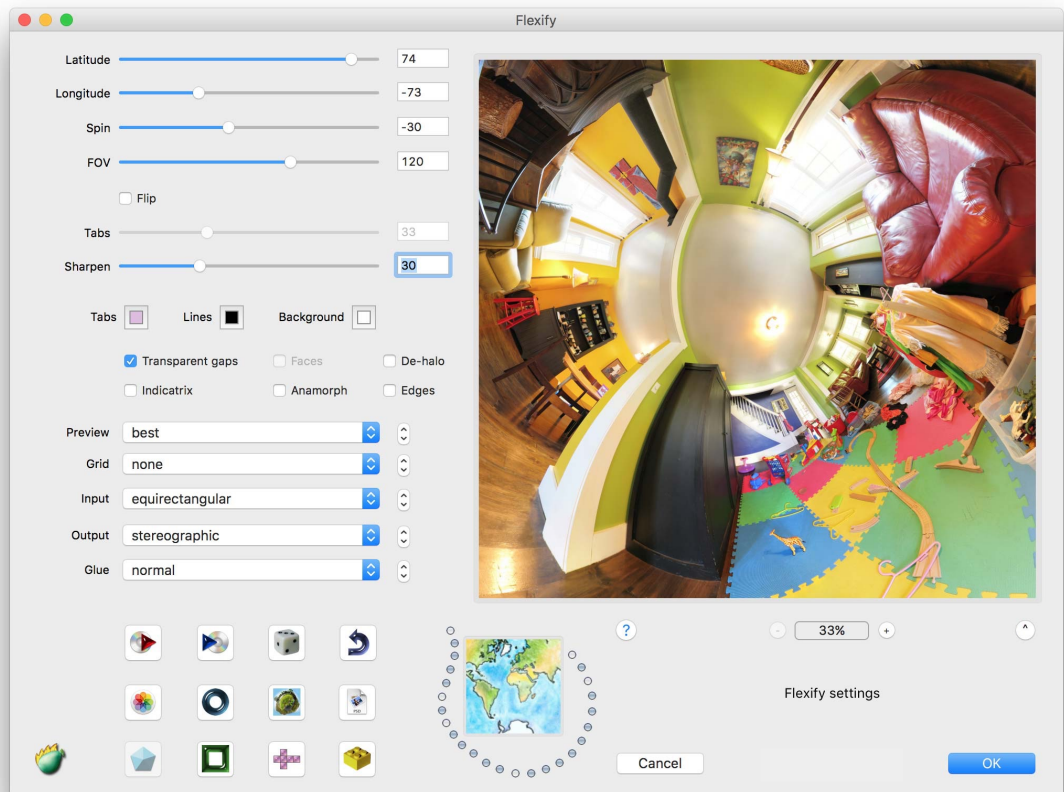 Flexify
Latitude 74
Longitude -73
Spin -30
FOV 120
Flip
Tabs 33
Sharpen 30
Tabs Lines Background
Transparent gaps Faces De-halo
Indicatrix Anamorph Edges
Preview best
Grid none
Input equirectangular
Output stereographic
Glue normal
? - 33% + ^
Flexify settings
Cancel OK